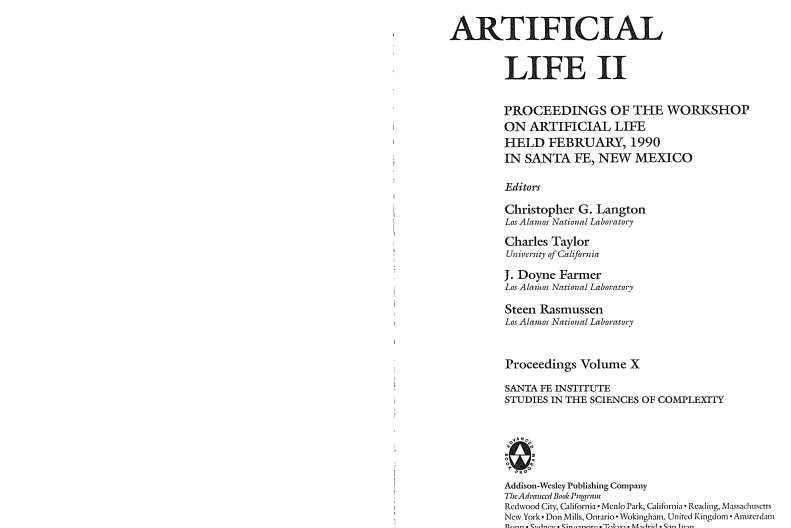 ARTIFICIAL
LIFE II
PROCEEDINGS OF THE WORKSHOP
ON ARTIFICIAL LIFE
HELD FEBRUARY, 1990
IN SANTA FE, NEW MEXICO
Editors
Christopher G. Langton
Los Alamos National Laboratory
Charles Taylor
University of California
J. Doyne Farmer
Los Alamos National Laboratory
Steen Rasmussen
Los Alamos National Laboratory
Proceedings Volume X
SANTA FE INSTITUTE
STUDIES IN THE SCIENCES OF COMPLEXITY
ADVANCED BOOK PROGRAM
Addison-Wesley Publishing Company
The Advanced Book Program
Redwood City, California • Menlo Park, California • Reading, Massachusetts
New York • Don Mills, Ontario • Wokingham, United Kingdom • Amsterdam
Bonn • Sydney • Singapore • Tokyo • Madrid • San Juan